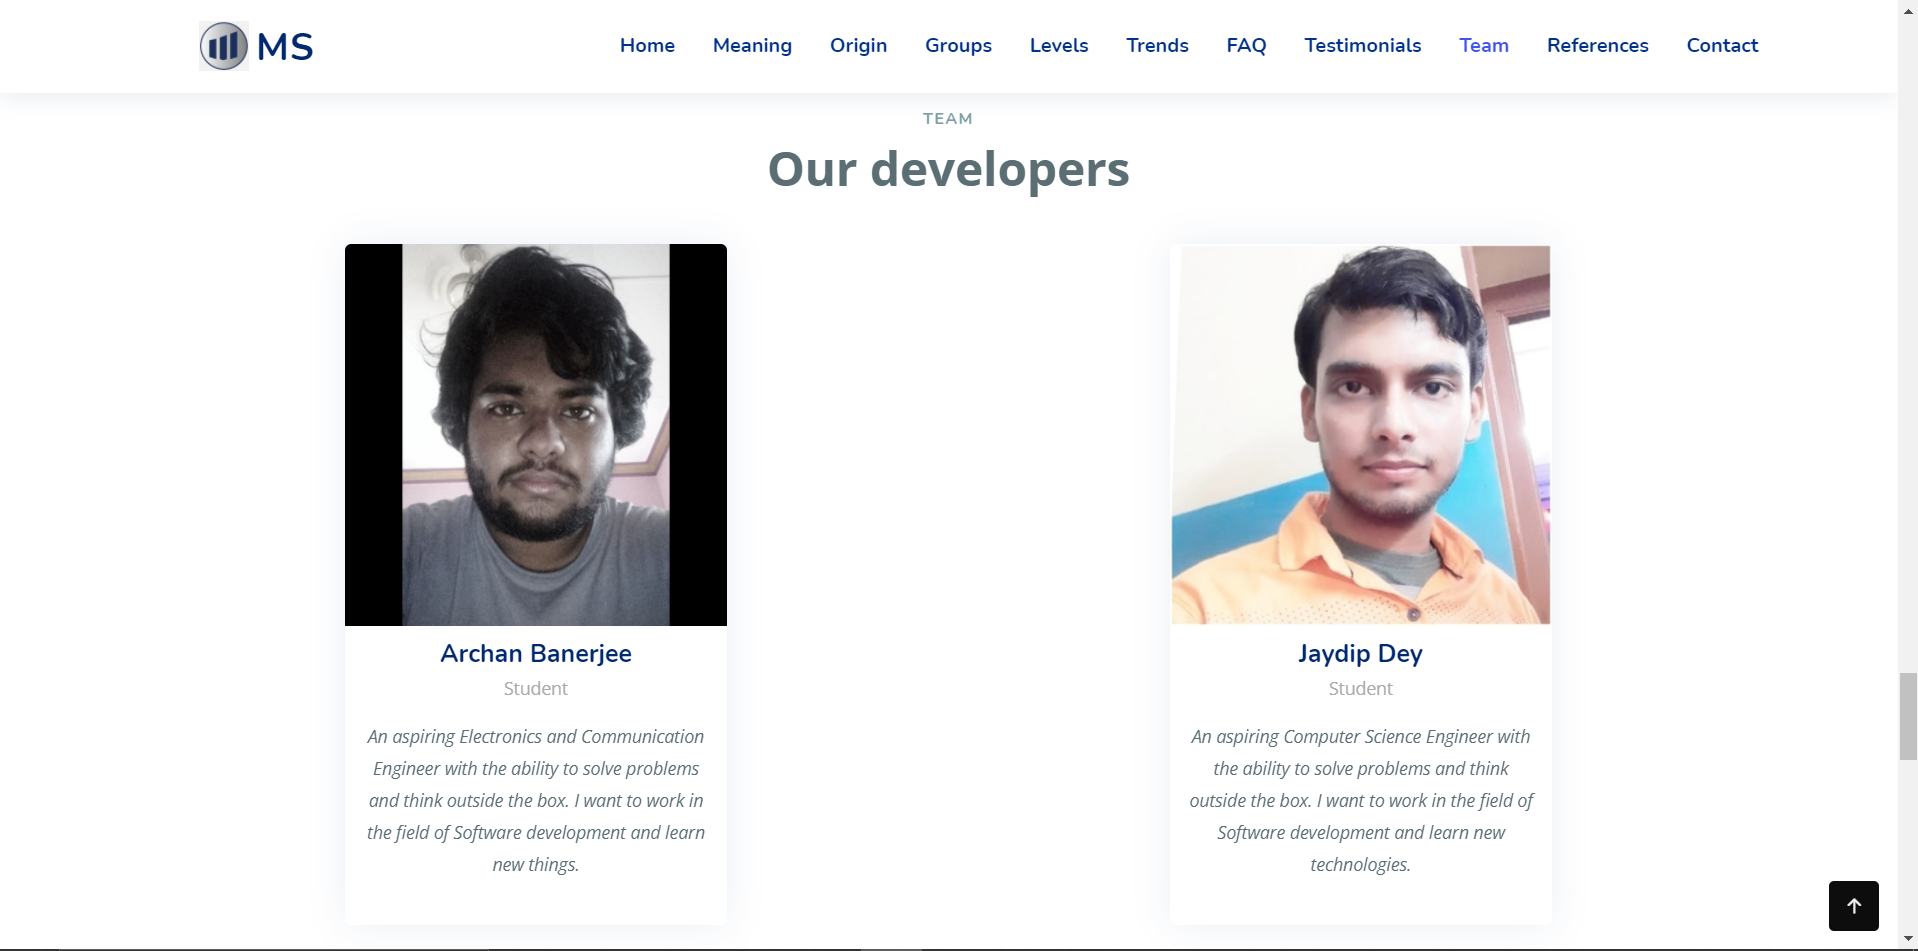 MS
Home Meaning Origin Groups Levels Trends FAQ Testimonials Team References Contact
TEAM
Our developers
Archan Banerjee
Student
An aspiring Electronics and Communication
Engineer with the ability to solve problems
and think outside the box. I want to work in
the field of Software development and learn
new things.
Jaydip Dey
Student
An aspiring Computer Science Engineer with
the ability to solve problems and think
outside the box. I want to work in the field of
Software development and learn new
technologies.